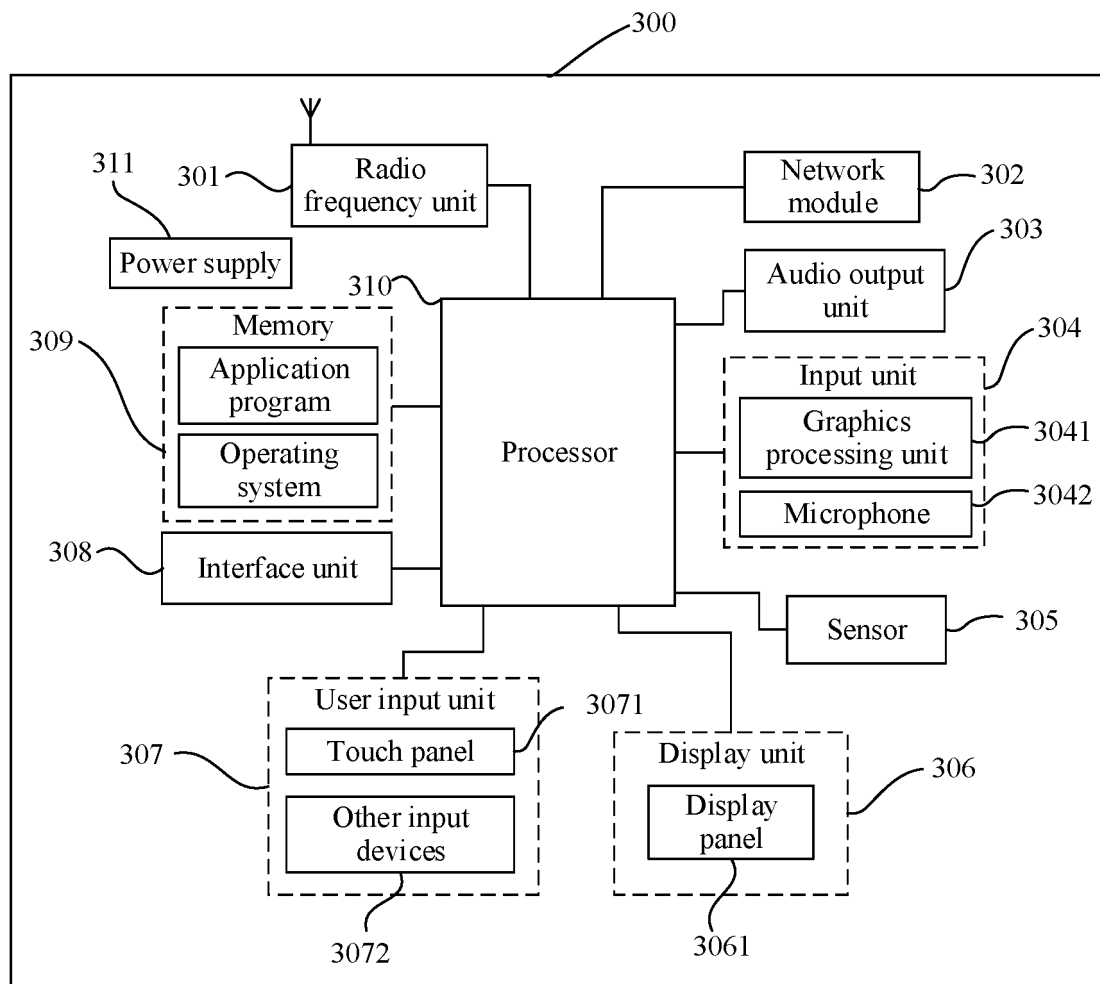 300
311
301
Radio
frequency unit
Network
module
302
303
Power supply
310
Audio output
unit
Memory
309
Application
program
Operating
system
Processor
304
Input unit
Graphics
processing unit
3041
3042
Microphone
308
Interface unit
Sensor
305
User input unit
3071
307
Touch panel
Other input
devices
3072
Display unit
306
Display
panel
3061